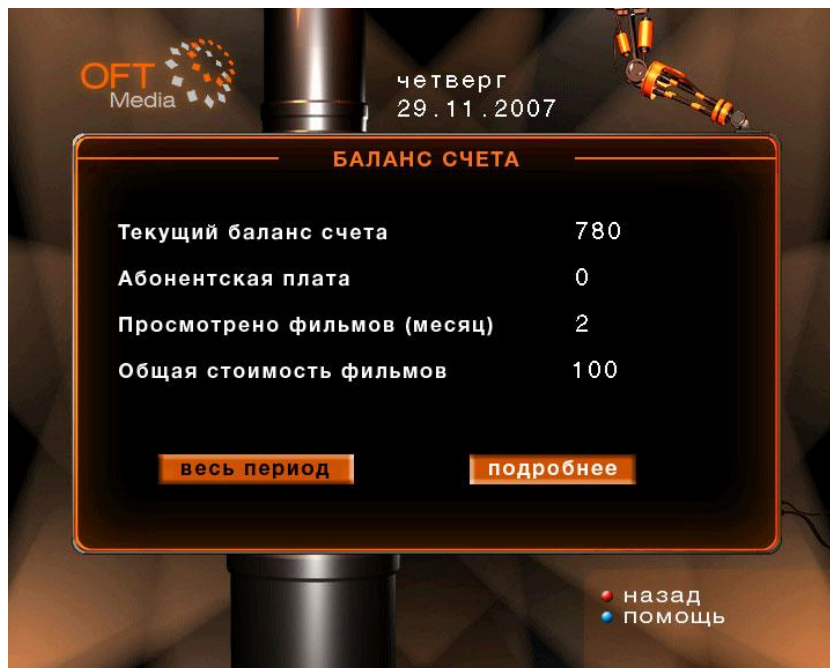 OFT
Media
четверг
29.11.2007
БАЛАНС СЧЕТА
Текущий баланс счета 780
Абонентская плата 0
Просмотрено фильмов (месяц) 2
Общая стоимость фильмов 100
весь период подробнее
назад
помощь